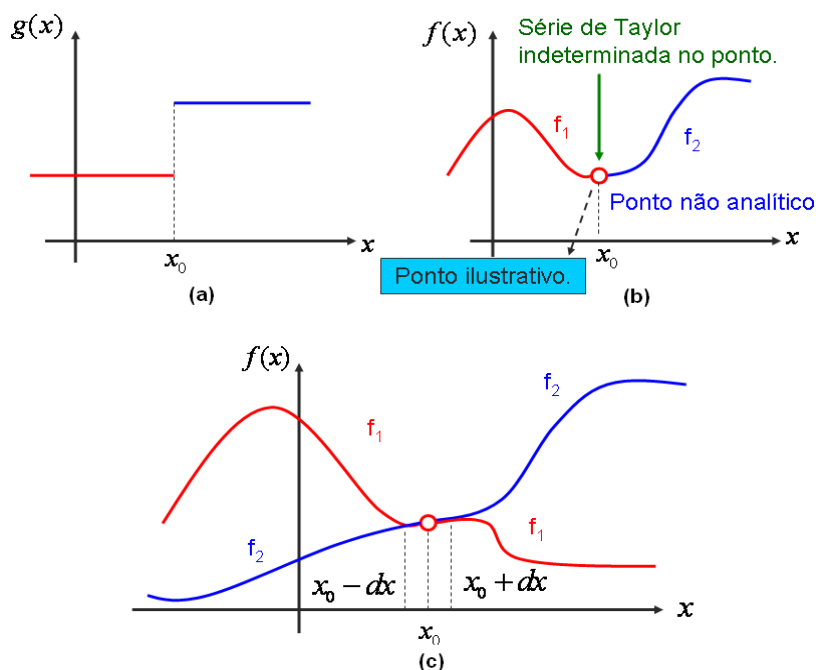 g(x)
x
x₀
(a)
f(x)
Série de Taylor
indeterminada no ponto.
f₁
f₂
Ponto não analítico
x
x₀
Ponto ilustrativo.
(b)
f(x)
f₂
f₁
f₂
f₁
x₀ − dx
x₀ + dx
x
x₀
(c)